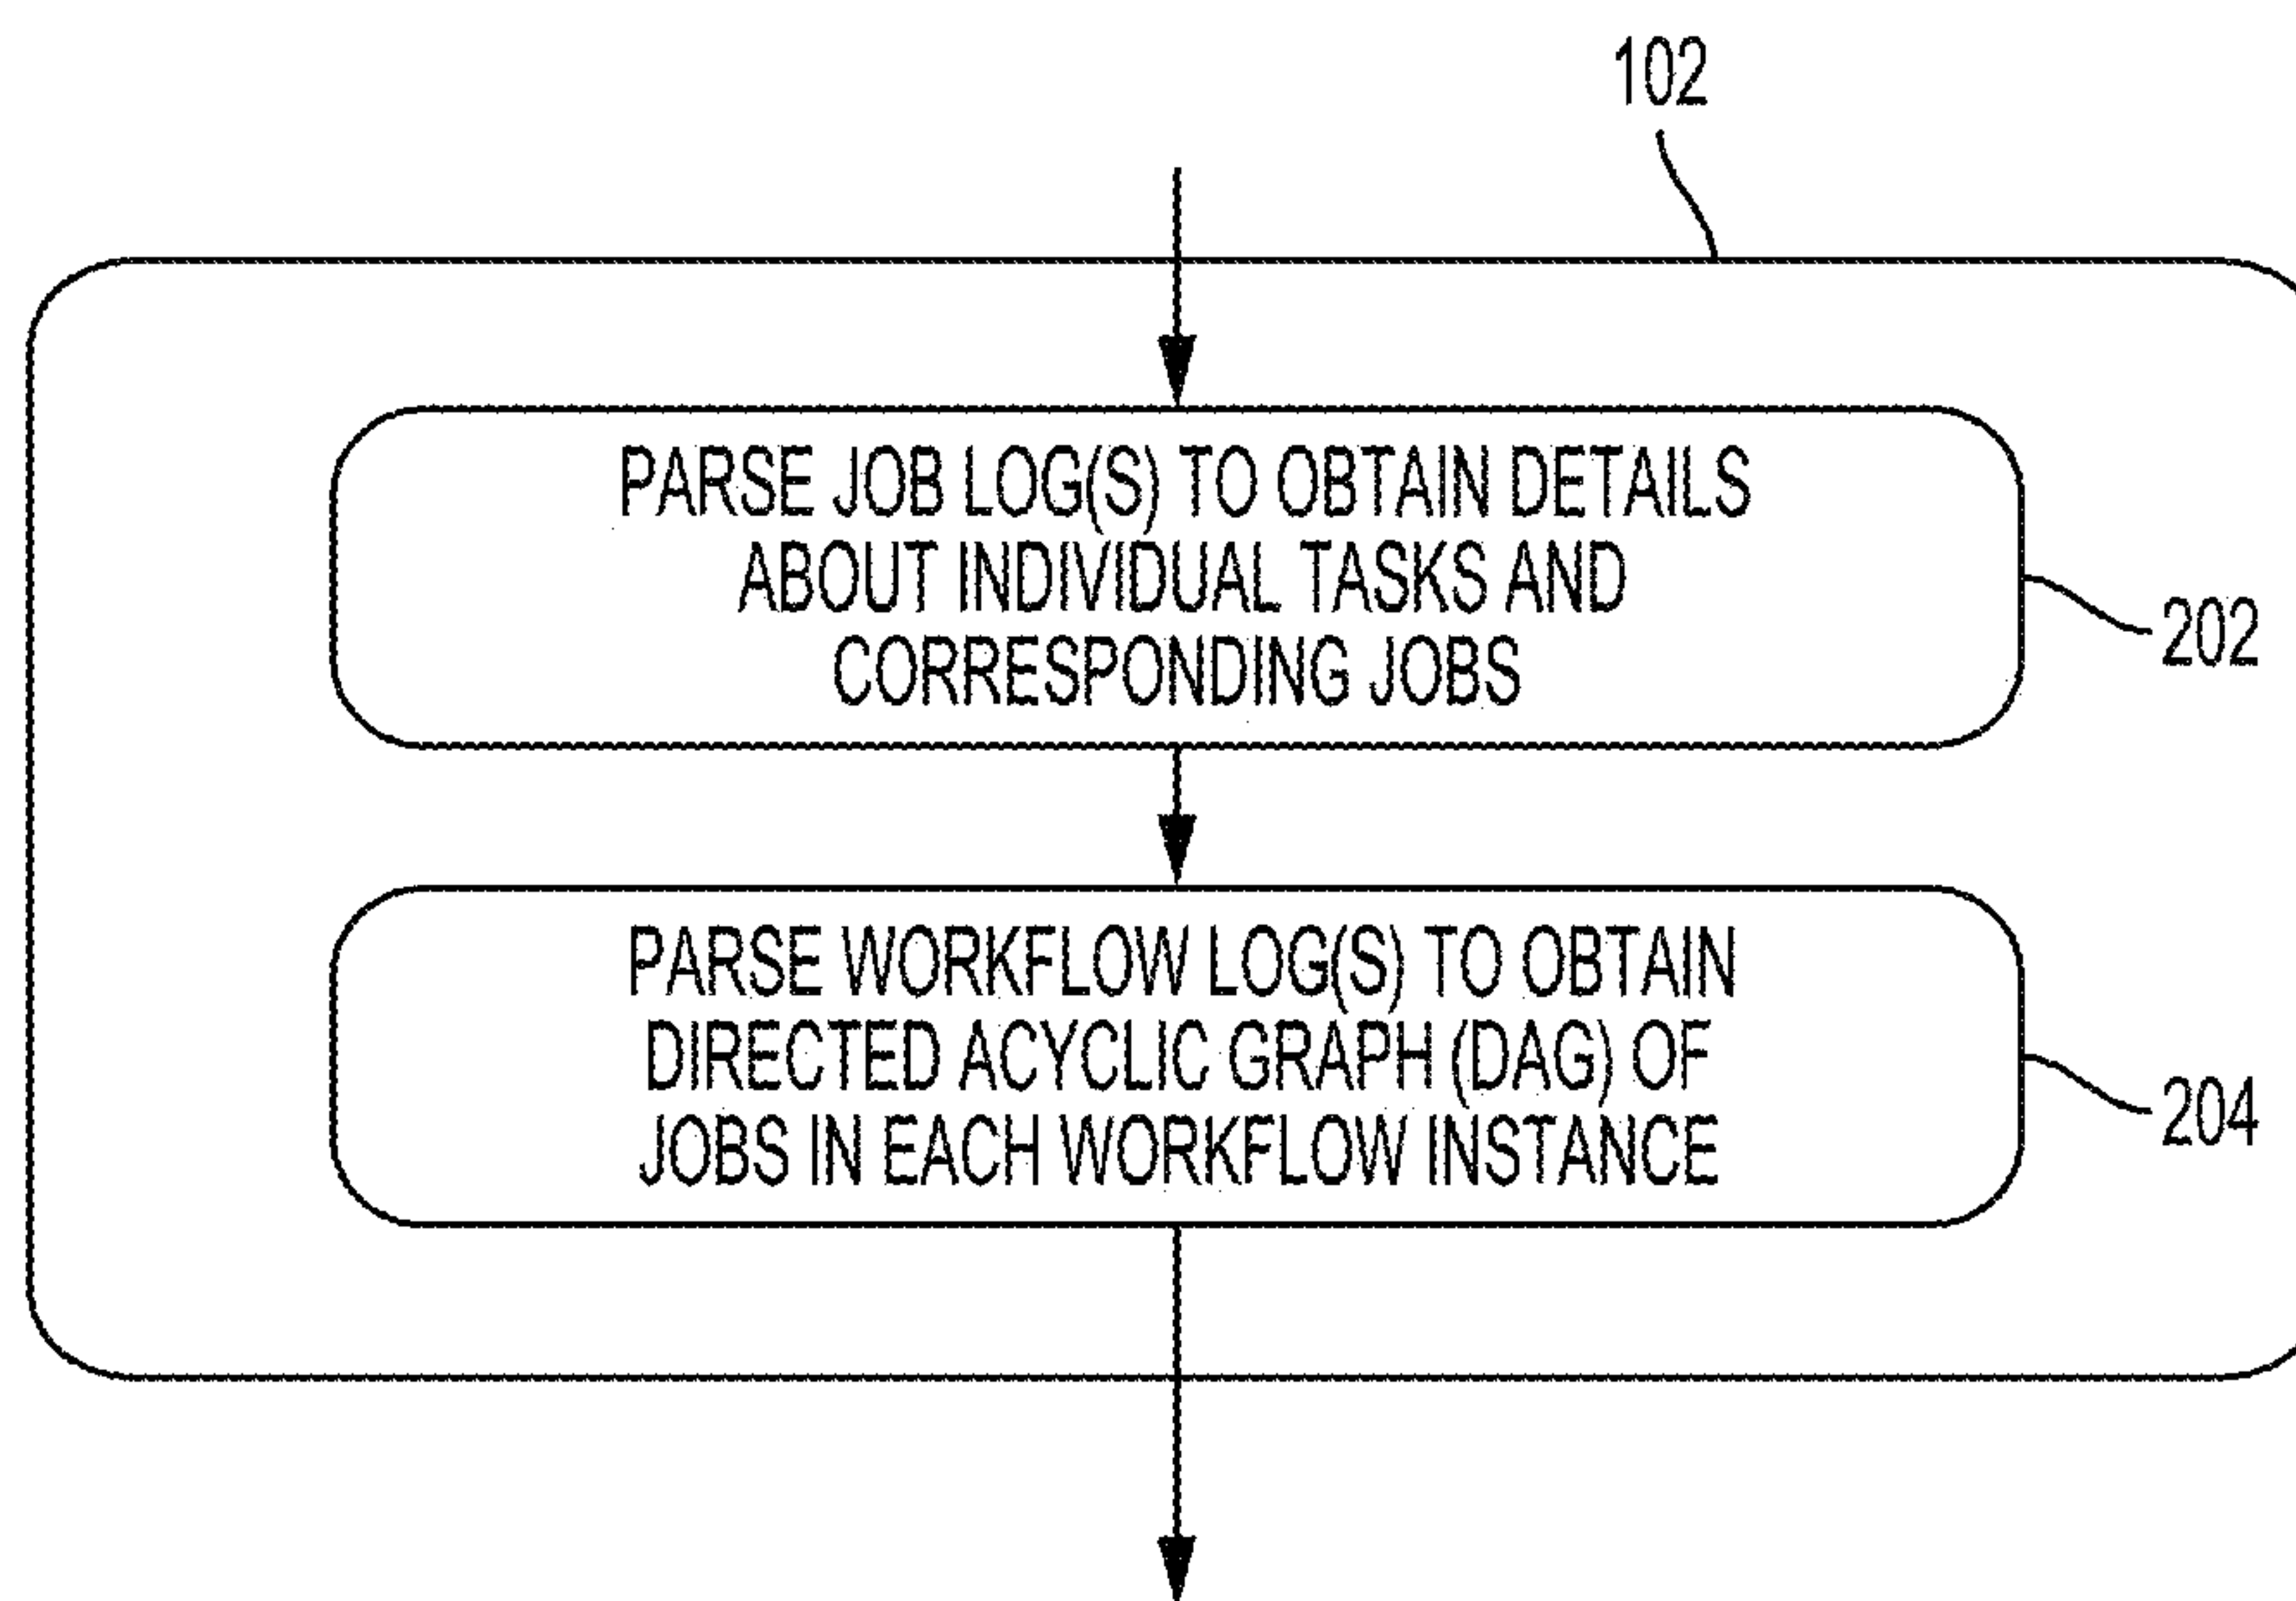 102
PARSE JOB LOG(S) TO OBTAIN DETAILS
ABOUT INDIVIDUAL TASKS AND
CORRESPONDING JOBS
202
PARSE WORKFLOW LOG(S) TO OBTAIN
DIRECTED ACYCLIC GRAPH (DAG) OF
JOBS IN EACH WORKFLOW INSTANCE
204